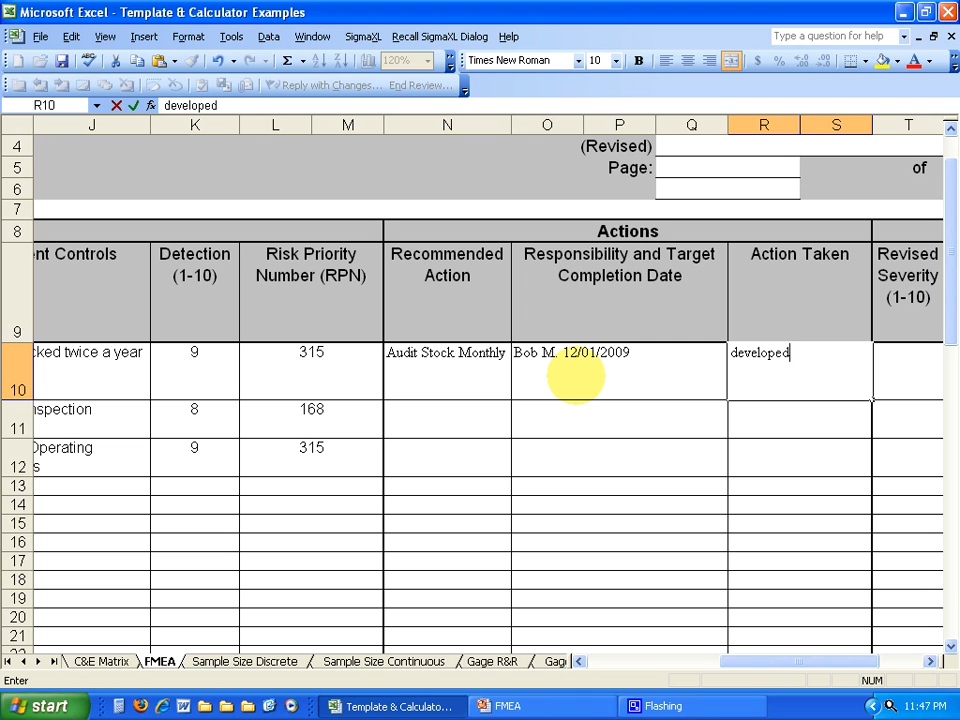 Microsoft Excel - Template & Calculator Examples
File Edit View Insert Format Tools Data Window SigmaXL Recall SigmaXL Dialog Help
Type a question for help
120%
Times New Roman 10 B
$ % A
Reply with Changes... End Review...
R10 fx developed
J K L M N O P Q R S T
4 (Revised)
5 Page: of
6
7
8 Actions
9 nt Controls Detection (1-10) Risk Priority Number (RPN) Recommended Action Responsibility and Target Completion Date Action Taken Revised Severity (1-10)
10 cked twice a year 9 315 Audit Stock Monthly Bob M. 12/01/2009 developed
11 nspection 8 168
12 Operating s 9 315
13
14
15
16
17
18
19
20
21
C&E Matrix FMEA Sample Size Discrete Sample Size Continuous Gage R&R Gag
Enter NUM
start Template & Calculato... FMEA Flashing 11:47 PM